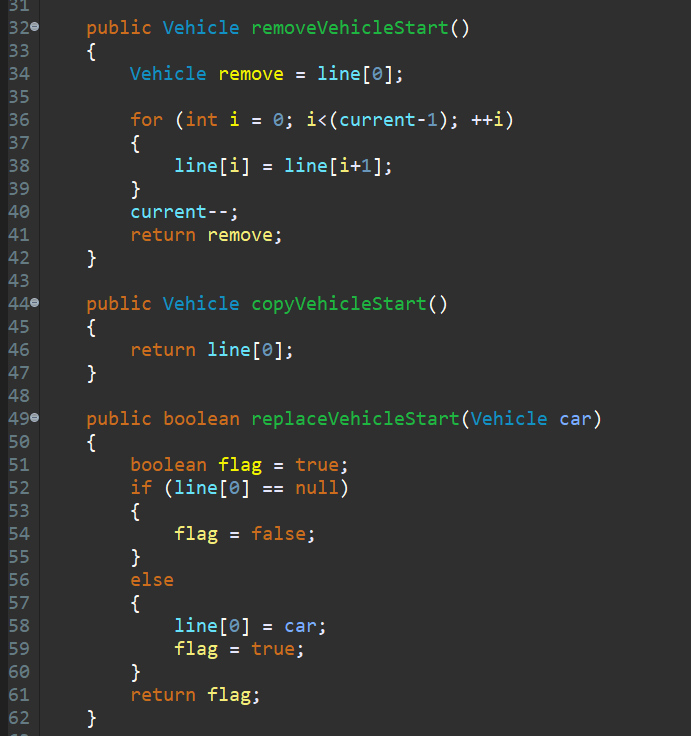 31
32 public Vehicle removeVehicleStart()
33 {
34 Vehicle remove = line[0];
35
36 for (int i = 0; i<(current-1); ++i)
37 {
38 line[i] = line[i+1];
39 }
40 current--;
41 return remove;
42 }
43
44 public Vehicle copyVehicleStart()
45 {
46 return line[0];
47 }
48
49 public boolean replaceVehicleStart(Vehicle car)
50 {
51 boolean flag = true;
52 if (line[0] == null)
53 {
54 flag = false;
55 }
56 else
57 {
58 line[0] = car;
59 flag = true;
60 }
61 return flag;
62 }